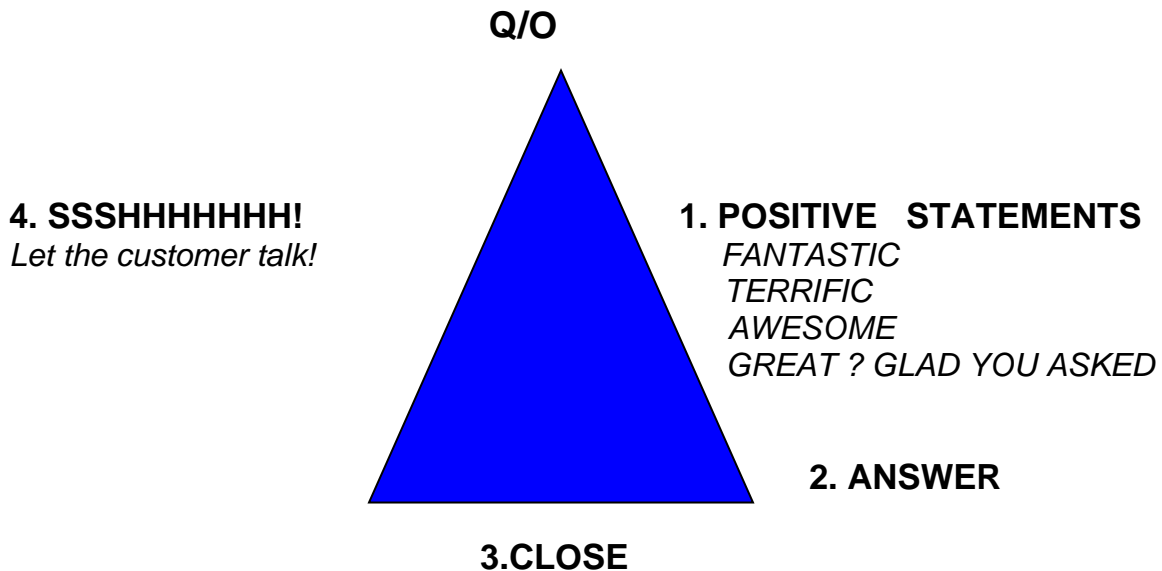 Q/O
4. SSSHHHHHHH!
Let the customer talk!
1. POSITIVE STATEMENTS
FANTASTIC
TERRIFIC
AWESOME
GREAT ? GLAD YOU ASKED
2. ANSWER
3.CLOSE